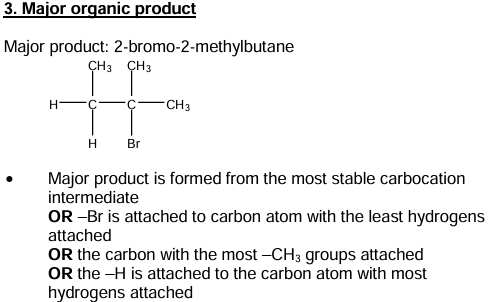 3. Major organic product
Major product: 2-bromo-2-methylbutane
CH₃ CH₃
H C C CH₃
H Br
• Major product is formed from the most stable carbocation
intermediate
OR –Br is attached to carbon atom with the least hydrogens
attached
OR the carbon with the most –CH₃ groups attached
OR the –H is attached to the carbon atom with most
hydrogens attached